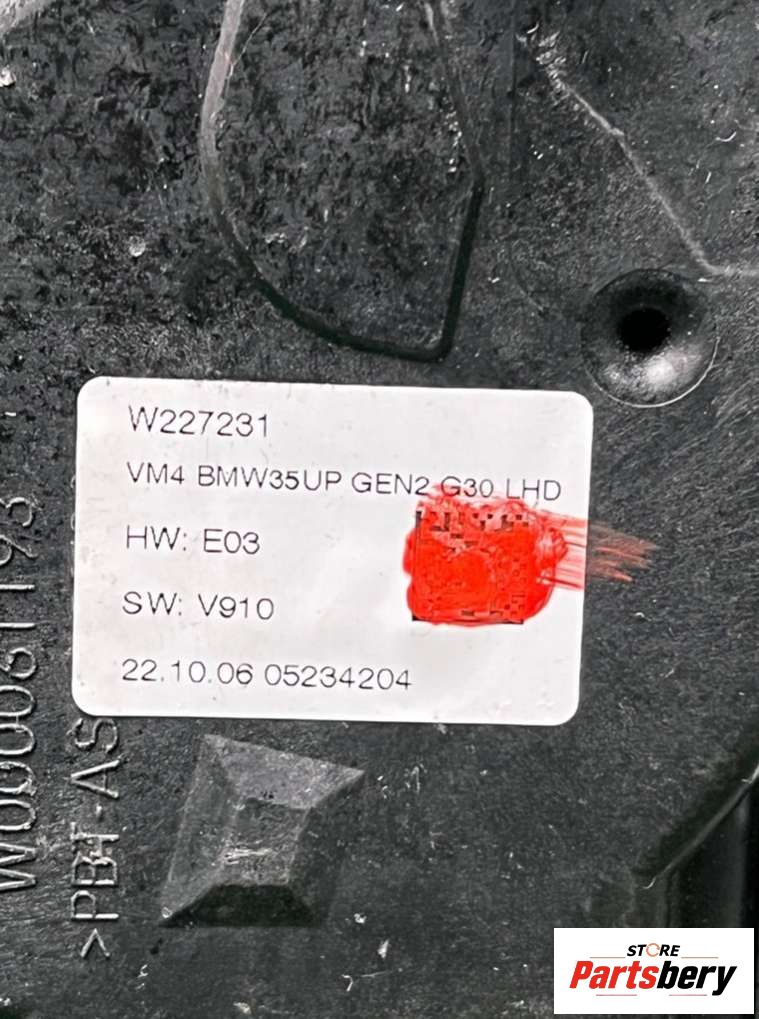 W227231
VM4 BMW35UP GEN2 G30 LHD
HW: E03
SW: V910
22.10.06 05234204
>PBT-AS
STORE
Partsbery